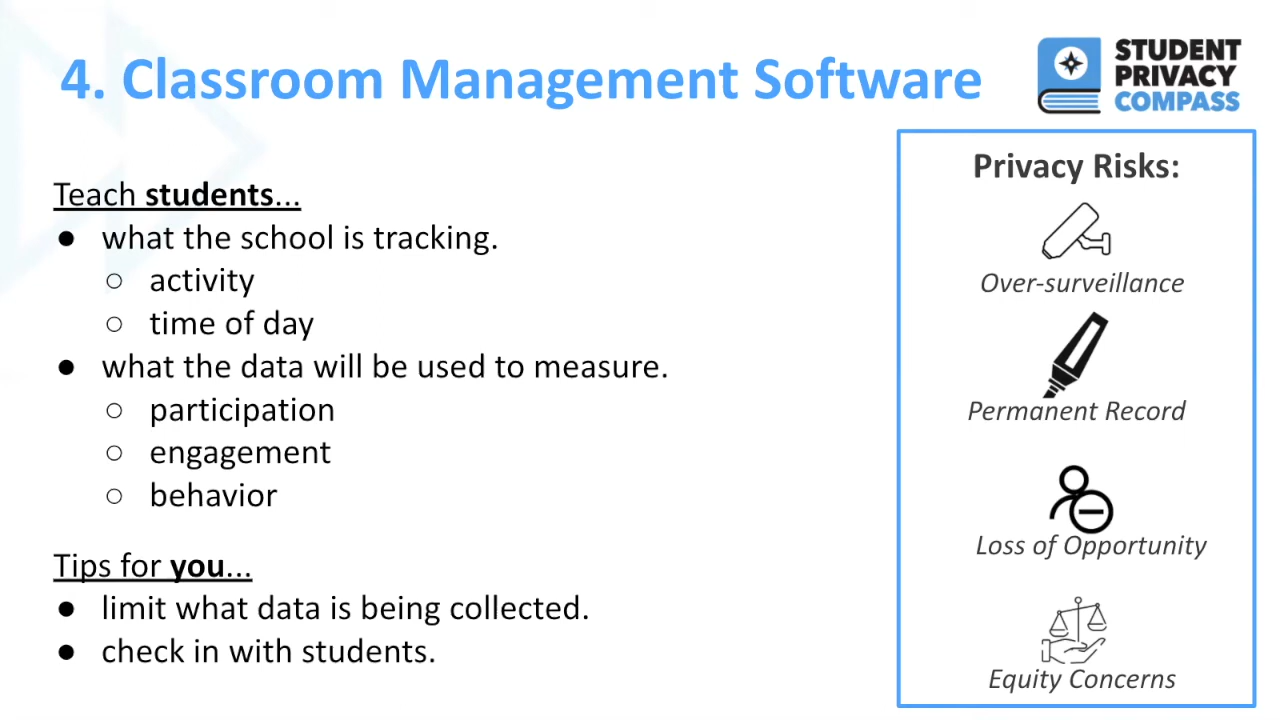 4. Classroom Management Software
STUDENT
PRIVACY
COMPASS
Teach students...
● what the school is tracking.
○ activity
○ time of day
● what the data will be used to measure.
○ participation
○ engagement
○ behavior
Tips for you...
● limit what data is being collected.
● check in with students.
Privacy Risks:
Over-surveillance
Permanent Record
Loss of Opportunity
Equity Concerns